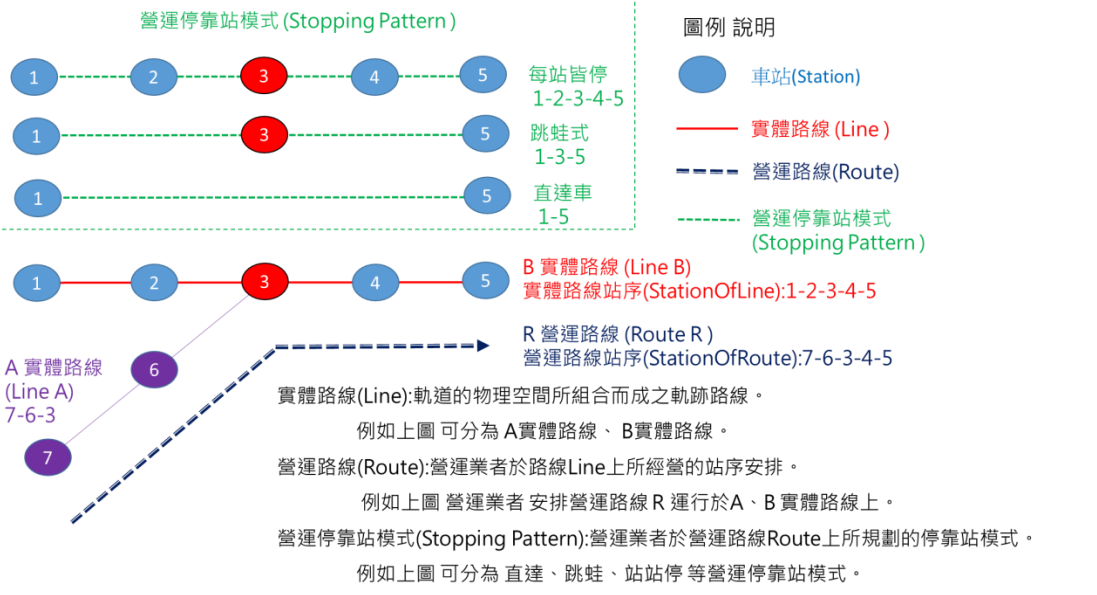 營運停靠站模式(Stopping Pattern)
1 2 3 4 5
每站皆停
1-2-3-4-5
1 3 5
跳蛙式
1-3-5
1 5
直達車
1-5
圖例 說明
車站(Station)
實體路線 (Line )
營運路線(Route)
營運停靠站模式
(Stopping Pattern )
1 2 3 4 5
B 實體路線 (Line B)
實體路線站序(StationOfLine):1-2-3-4-5
R 營運路線 (Route R )
營運路線站序(StationOfRoute):7-6-3-4-5
A 實體路線
(Line A)
7-6-3
6
7
實體路線(Line):軌道的物理空間所組合而成之軌跡路線。
例如上圖 可分為 A實體路線、 B實體路線。
營運路線(Route):營運業者於路線Line上所經營的站序安排。
例如上圖 營運業者 安排營運路線 R 運行於A、B 實體路線上。
營運停靠站模式(Stopping Pattern):營運業者於營運路線Route上所規劃的停靠站模式。
例如上圖 可分為 直達、跳蛙、站站停 等營運停靠站模式。